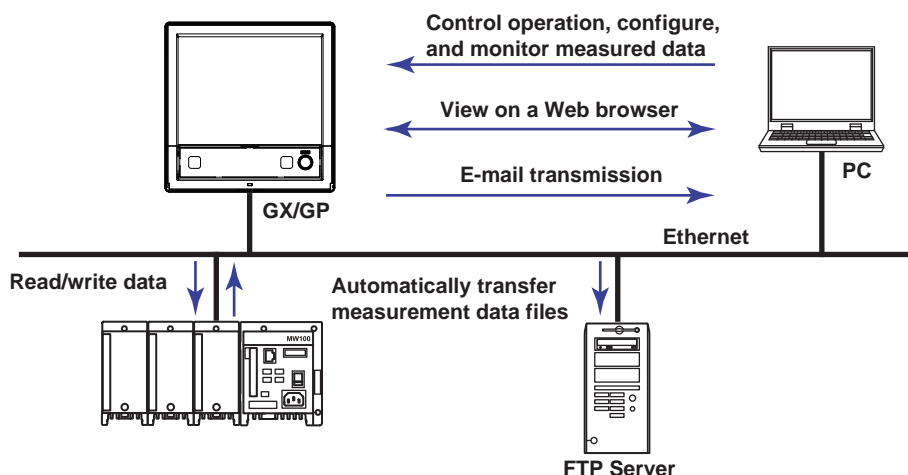 Control operation, configure,
and monitor measured data
View on a Web browser
E-mail transmission
PC
GX/GP
Ethernet
Read/write data
Automatically transfer
measurement data files
MW100
FTP Server